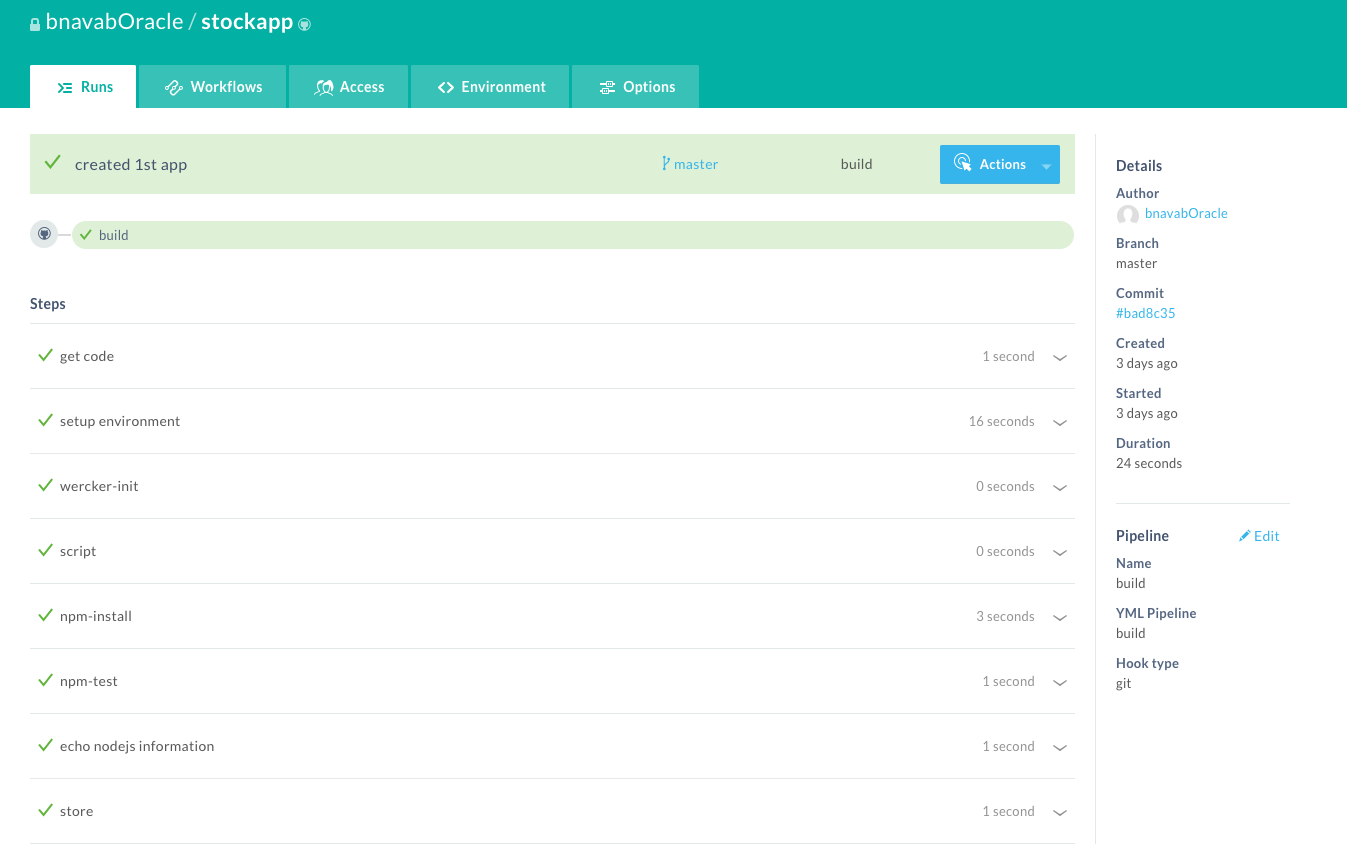 bnavabOracle / stockapp
Runs Workflows Access Environment Options
created 1st app master build Actions
build
Steps
get code 1 second
setup environment 16 seconds
wercker-init 0 seconds
script 0 seconds
npm-install 3 seconds
npm-test 1 second
echo nodejs information 1 second
store 1 second
Details
Author
bnavabOracle
Branch
master
Commit
#bad8c35
Created
3 days ago
Started
3 days ago
Duration
24 seconds
Pipeline Edit
Name
build
YML Pipeline
build
Hook type
git